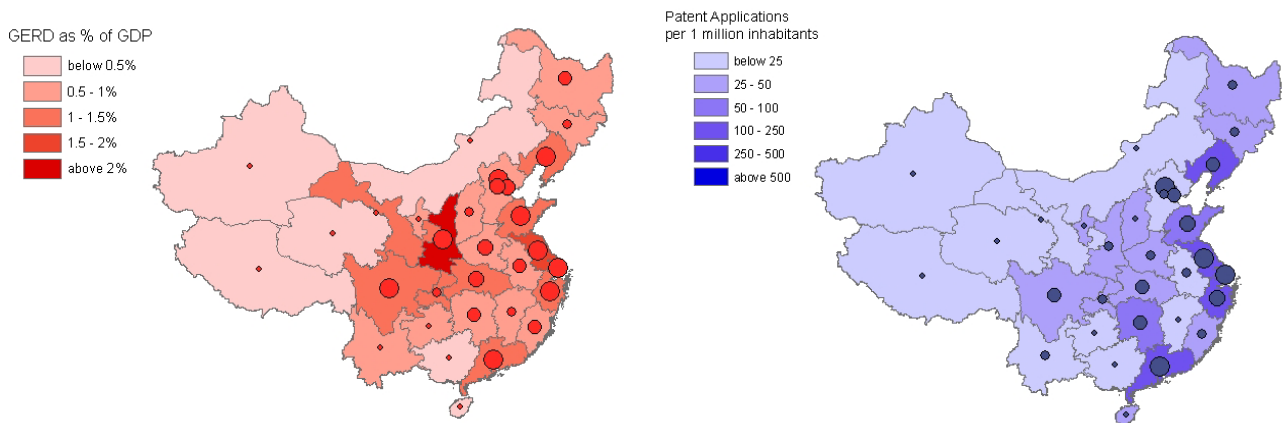 GERD as % of GDP
below 0.5%
0.5 - 1%
1 - 1.5%
1.5 - 2%
above 2%
Patent Applications
per 1 million inhabitants
below 25
25 - 50
50 - 100
100 - 250
250 - 500
above 500